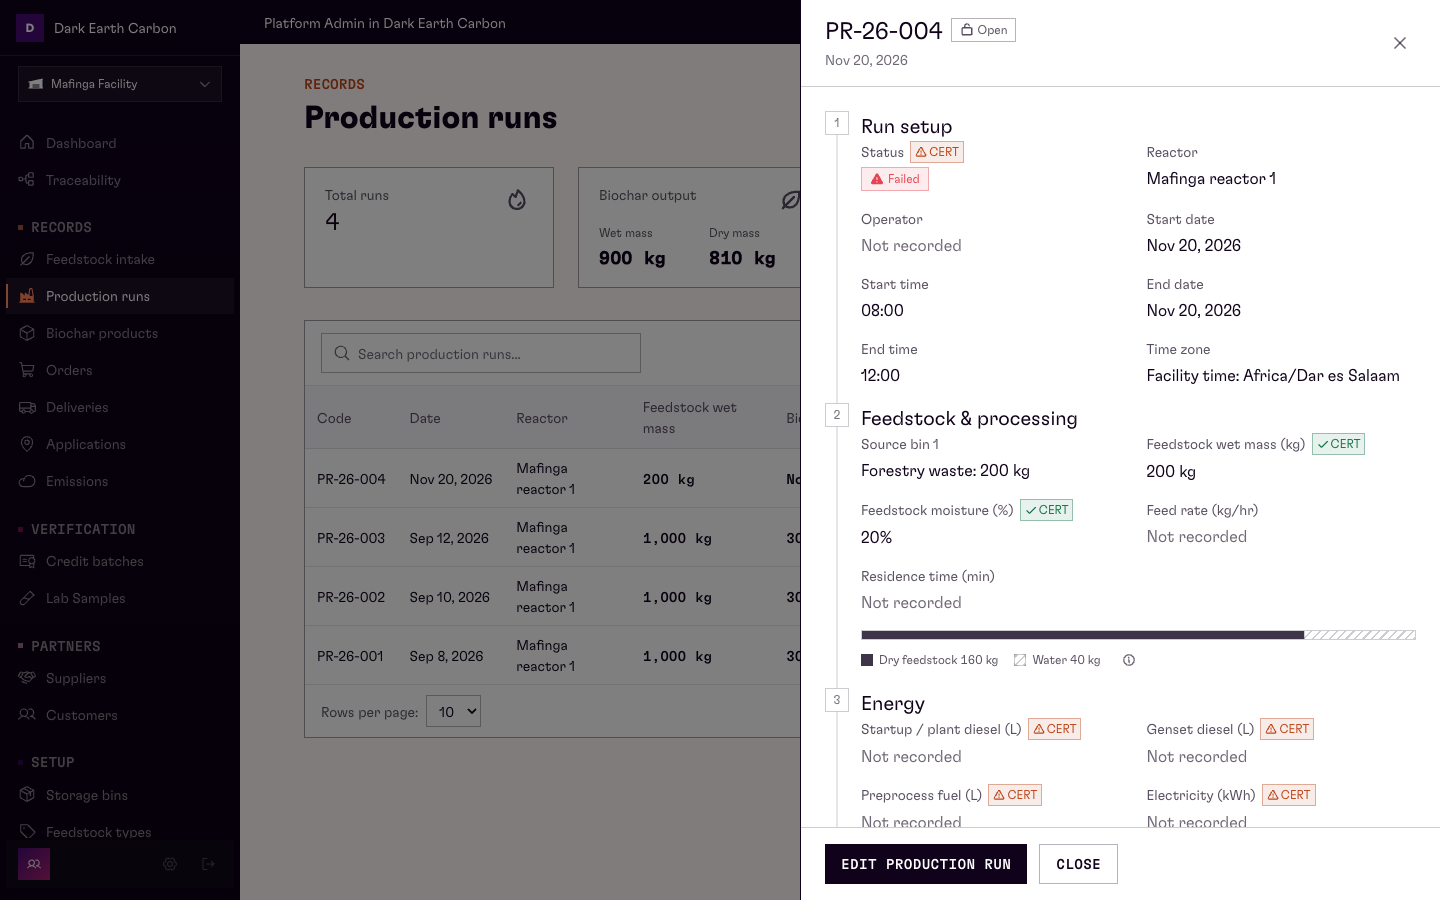 D Dark Earth Carbon
Platform Admin in Dark Earth Carbon
Mafinga Facility
Dashboard
Traceability
RECORDS
Feedstock intake
Production runs
Biochar products
Orders
Deliveries
Applications
Emissions
VERIFICATION
Credit batches
Lab Samples
PARTNERS
Suppliers
Customers
SETUP
Storage bins
Feedstock types
RECORDS
Production runs
Total runs
4
Biochar output
Wet mass Dry mass
900 kg 810 kg
Search production runs...
Code Date Reactor Feedstock wet mass
PR-26-004 Nov 20, 2026 Mafinga reactor 1 200 kg
PR-26-003 Sep 12, 2026 Mafinga reactor 1 1,000 kg
PR-26-002 Sep 10, 2026 Mafinga reactor 1 1,000 kg
PR-26-001 Sep 8, 2026 Mafinga reactor 1 1,000 kg
Rows per page: 10
PR-26-004 Open
Nov 20, 2026
1 Run setup
Status CERT Reactor
Failed Mafinga reactor 1
Operator Start date
Not recorded Nov 20, 2026
Start time End date
08:00 Nov 20, 2026
End time Time zone
12:00 Facility time: Africa/Dar es Salaam
2 Feedstock & processing
Source bin 1 Feedstock wet mass (kg) CERT
Forestry waste: 200 kg 200 kg
Feedstock moisture (%) CERT Feed rate (kg/hr)
20% Not recorded
Residence time (min)
Not recorded
Dry feedstock 160 kg Water 40 kg
3 Energy
Startup / plant diesel (L) CERT Genset diesel (L) CERT
Not recorded Not recorded
Preprocess fuel (L) CERT Electricity (kWh) CERT
Not recorded Not recorded
EDIT PRODUCTION RUN CLOSE